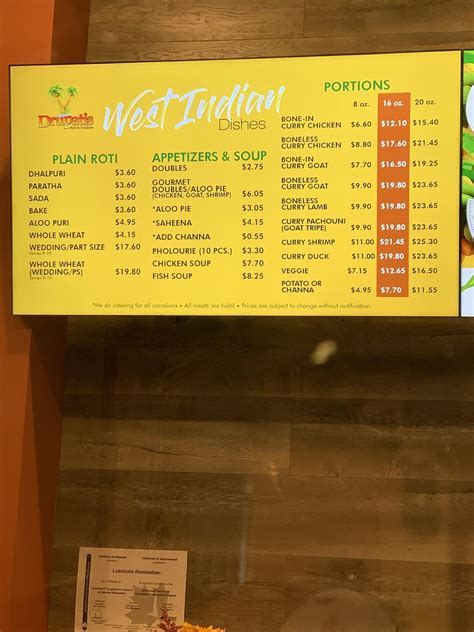 Drupati's
West Indian
Dishes
PLAIN ROTI
DHALPURI $3.60
PARATHA $3.60
SADA $3.60
BAKE $3.60
ALOO PURI $4.95
WHOLE WHEAT $4.15
WEDDING/PART SIZE $17.60
Serves 8-10
WHOLE WHEAT
(WEDDING/PS) $19.80
Serves 8-10
APPETIZERS & SOUP
DOUBLES $2.75
GOURMET
DOUBLES/ALOO PIE $6.05
(CHICKEN, GOAT, SHRIMP)
*ALOO PIE $3.05
*SAHEENA $4.15
*ADD CHANNA $0.55
PHOLOURIE (10 PCS.) $3.30
CHICKEN SOUP $7.70
FISH SOUP $8.25
PORTIONS
8 oz. 16 oz. 20 oz.
BONE-IN
CURRY CHICKEN $6.60 $12.10 $15.40
BONELESS
CURRY CHICKEN $8.80 $17.60 $21.45
BONE-IN
CURRY GOAT $7.70 $16.50 $19.25
BONELESS
CURRY GOAT $9.90 $19.80 $23.65
BONELESS
CURRY LAMB $9.90 $19.80 $23.65
CURRY PACHOUNI $9.90 $19.80 $23.65
(GOAT TRIPE)
CURRY SHRIMP $11.00 $21.45 $25.30
CURRY DUCK $11.00 $19.80 $23.65
VEGGIE $7.15 $12.65 $16.50
POTATO OR
CHANNA $4.95 $7.70 $11.55
*We do catering for all occasions • All meats are halal • Prices are subject to change without notification.